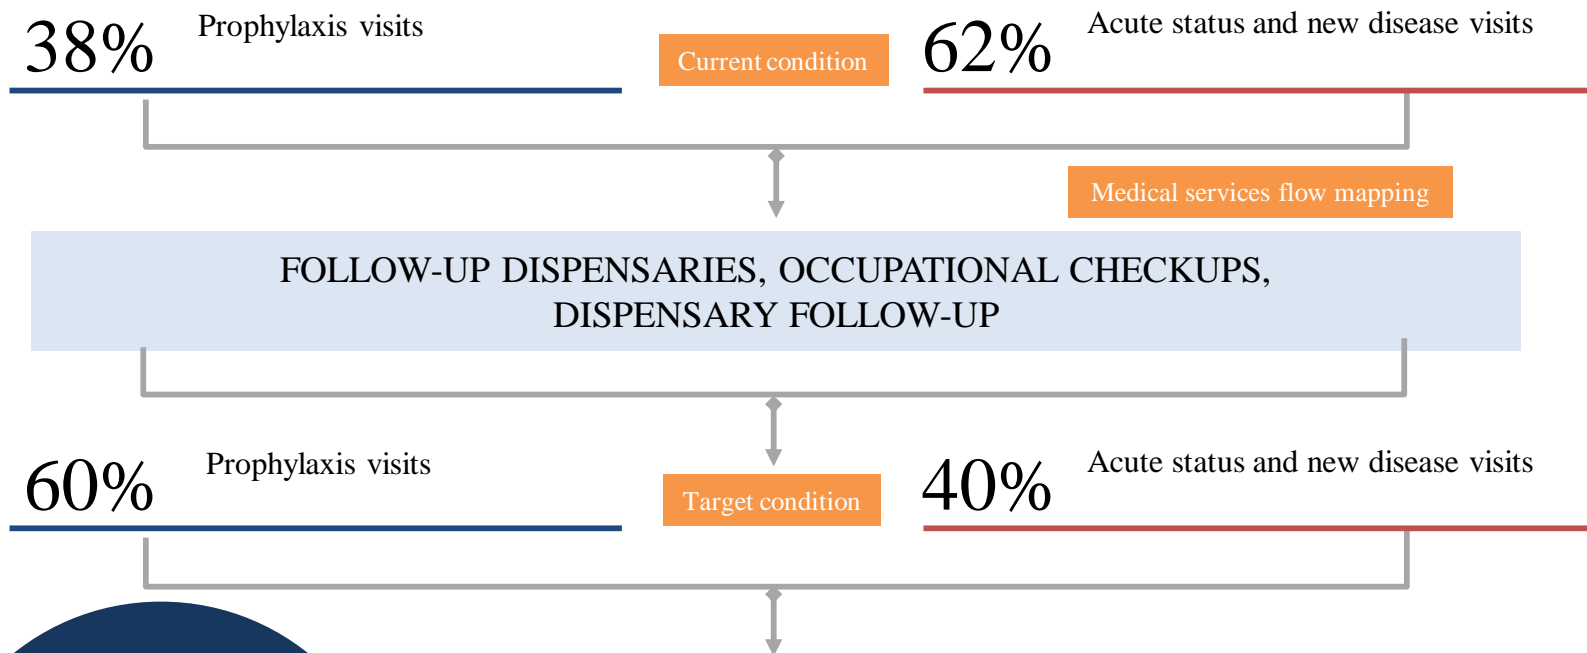 38%
Prophylaxis visits
Current condition
62%
Acute status and new disease visits
Medical services flow mapping
FOLLOW-UP DISPENSARIES, OCCUPATIONAL CHECKUPS,
DISPENSARY FOLLOW-UP
60%
Prophylaxis visits
Target condition
40%
Acute status and new disease visits